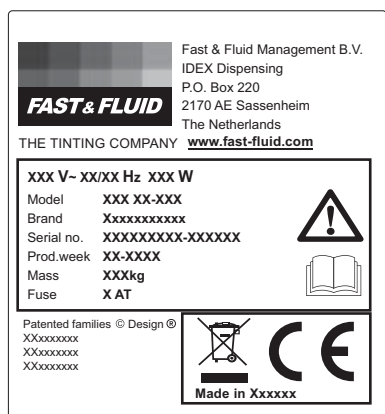 FAST & FLUID
THE TINTING COMPANY
Fast & Fluid Management B.V.
IDEX Dispensing
P.O. Box 220
2170 AE Sassenheim
The Netherlands
www.fast-fluid.com
XXX V~ XX/XX Hz XXX W
Model XXX XX-XXX
Brand Xxxxxxxxxxx
Serial no. XXXXXXXXX-XXXXXX
Prod.week XX-XXXX
Mass XXXkg
Fuse X AT
Patented families © Design ®
XXxxxxxxx
XXxxxxxxx
XXxxxxxxx
CE
Made in Xxxxxx